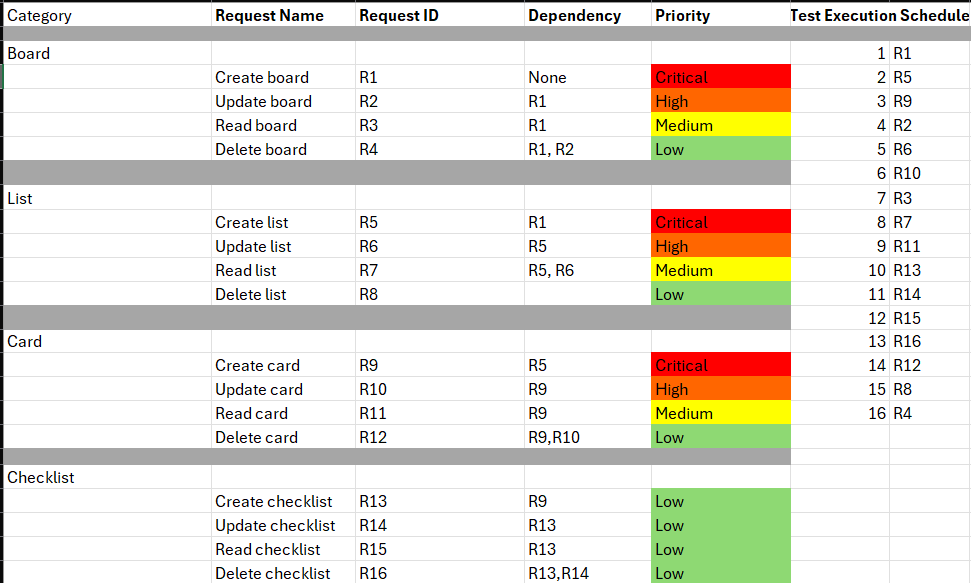 Category Request Name Request ID Dependency Priority Test Execution Schedule
Board 1 R1
Create board R1 None Critical 2 R5
Update board R2 R1 High 3 R9
Read board R3 R1 Medium 4 R2
Delete board R4 R1, R2 Low 5 R6
6 R10
List 7 R3
Create list R5 R1 Critical 8 R7
Update list R6 R5 High 9 R11
Read list R7 R5, R6 Medium 10 R13
Delete list R8 Low 11 R14
12 R15
Card 13 R16
Create card R9 R5 Critical 14 R12
Update card R10 R9 High 15 R8
Read card R11 R9 Medium 16 R4
Delete card R12 R9,R10 Low
Checklist
Create checklist R13 R9 Low
Update checklist R14 R13 Low
Read checklist R15 R13 Low
Delete checklist R16 R13,R14 Low